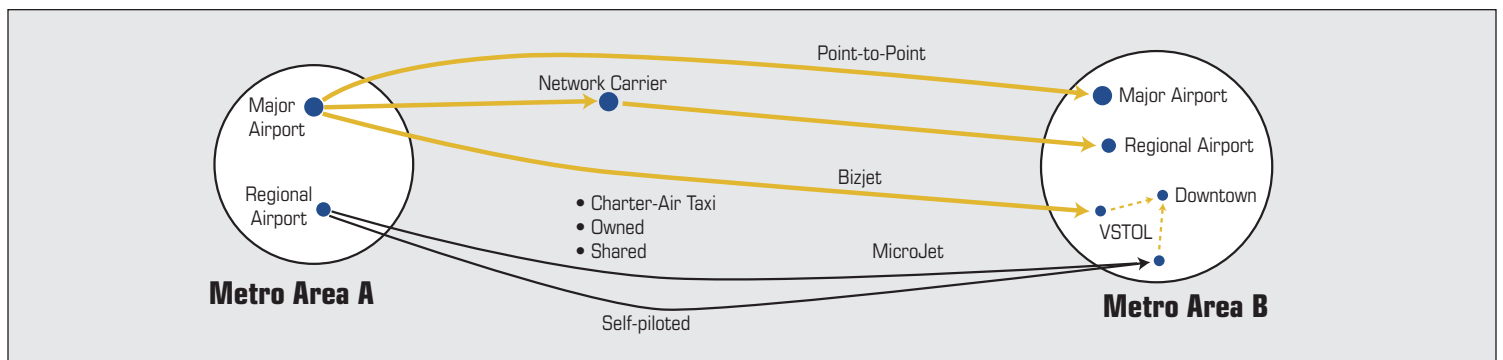 Point-to-Point
Network Carrier
Major
Airport
Major Airport
Regional Airport
Bizjet
Regional
Airport
• Charter-Air Taxi
• Owned
• Shared
Downtown
VSTOL
MicroJet
Metro Area A
Metro Area B
Self-piloted